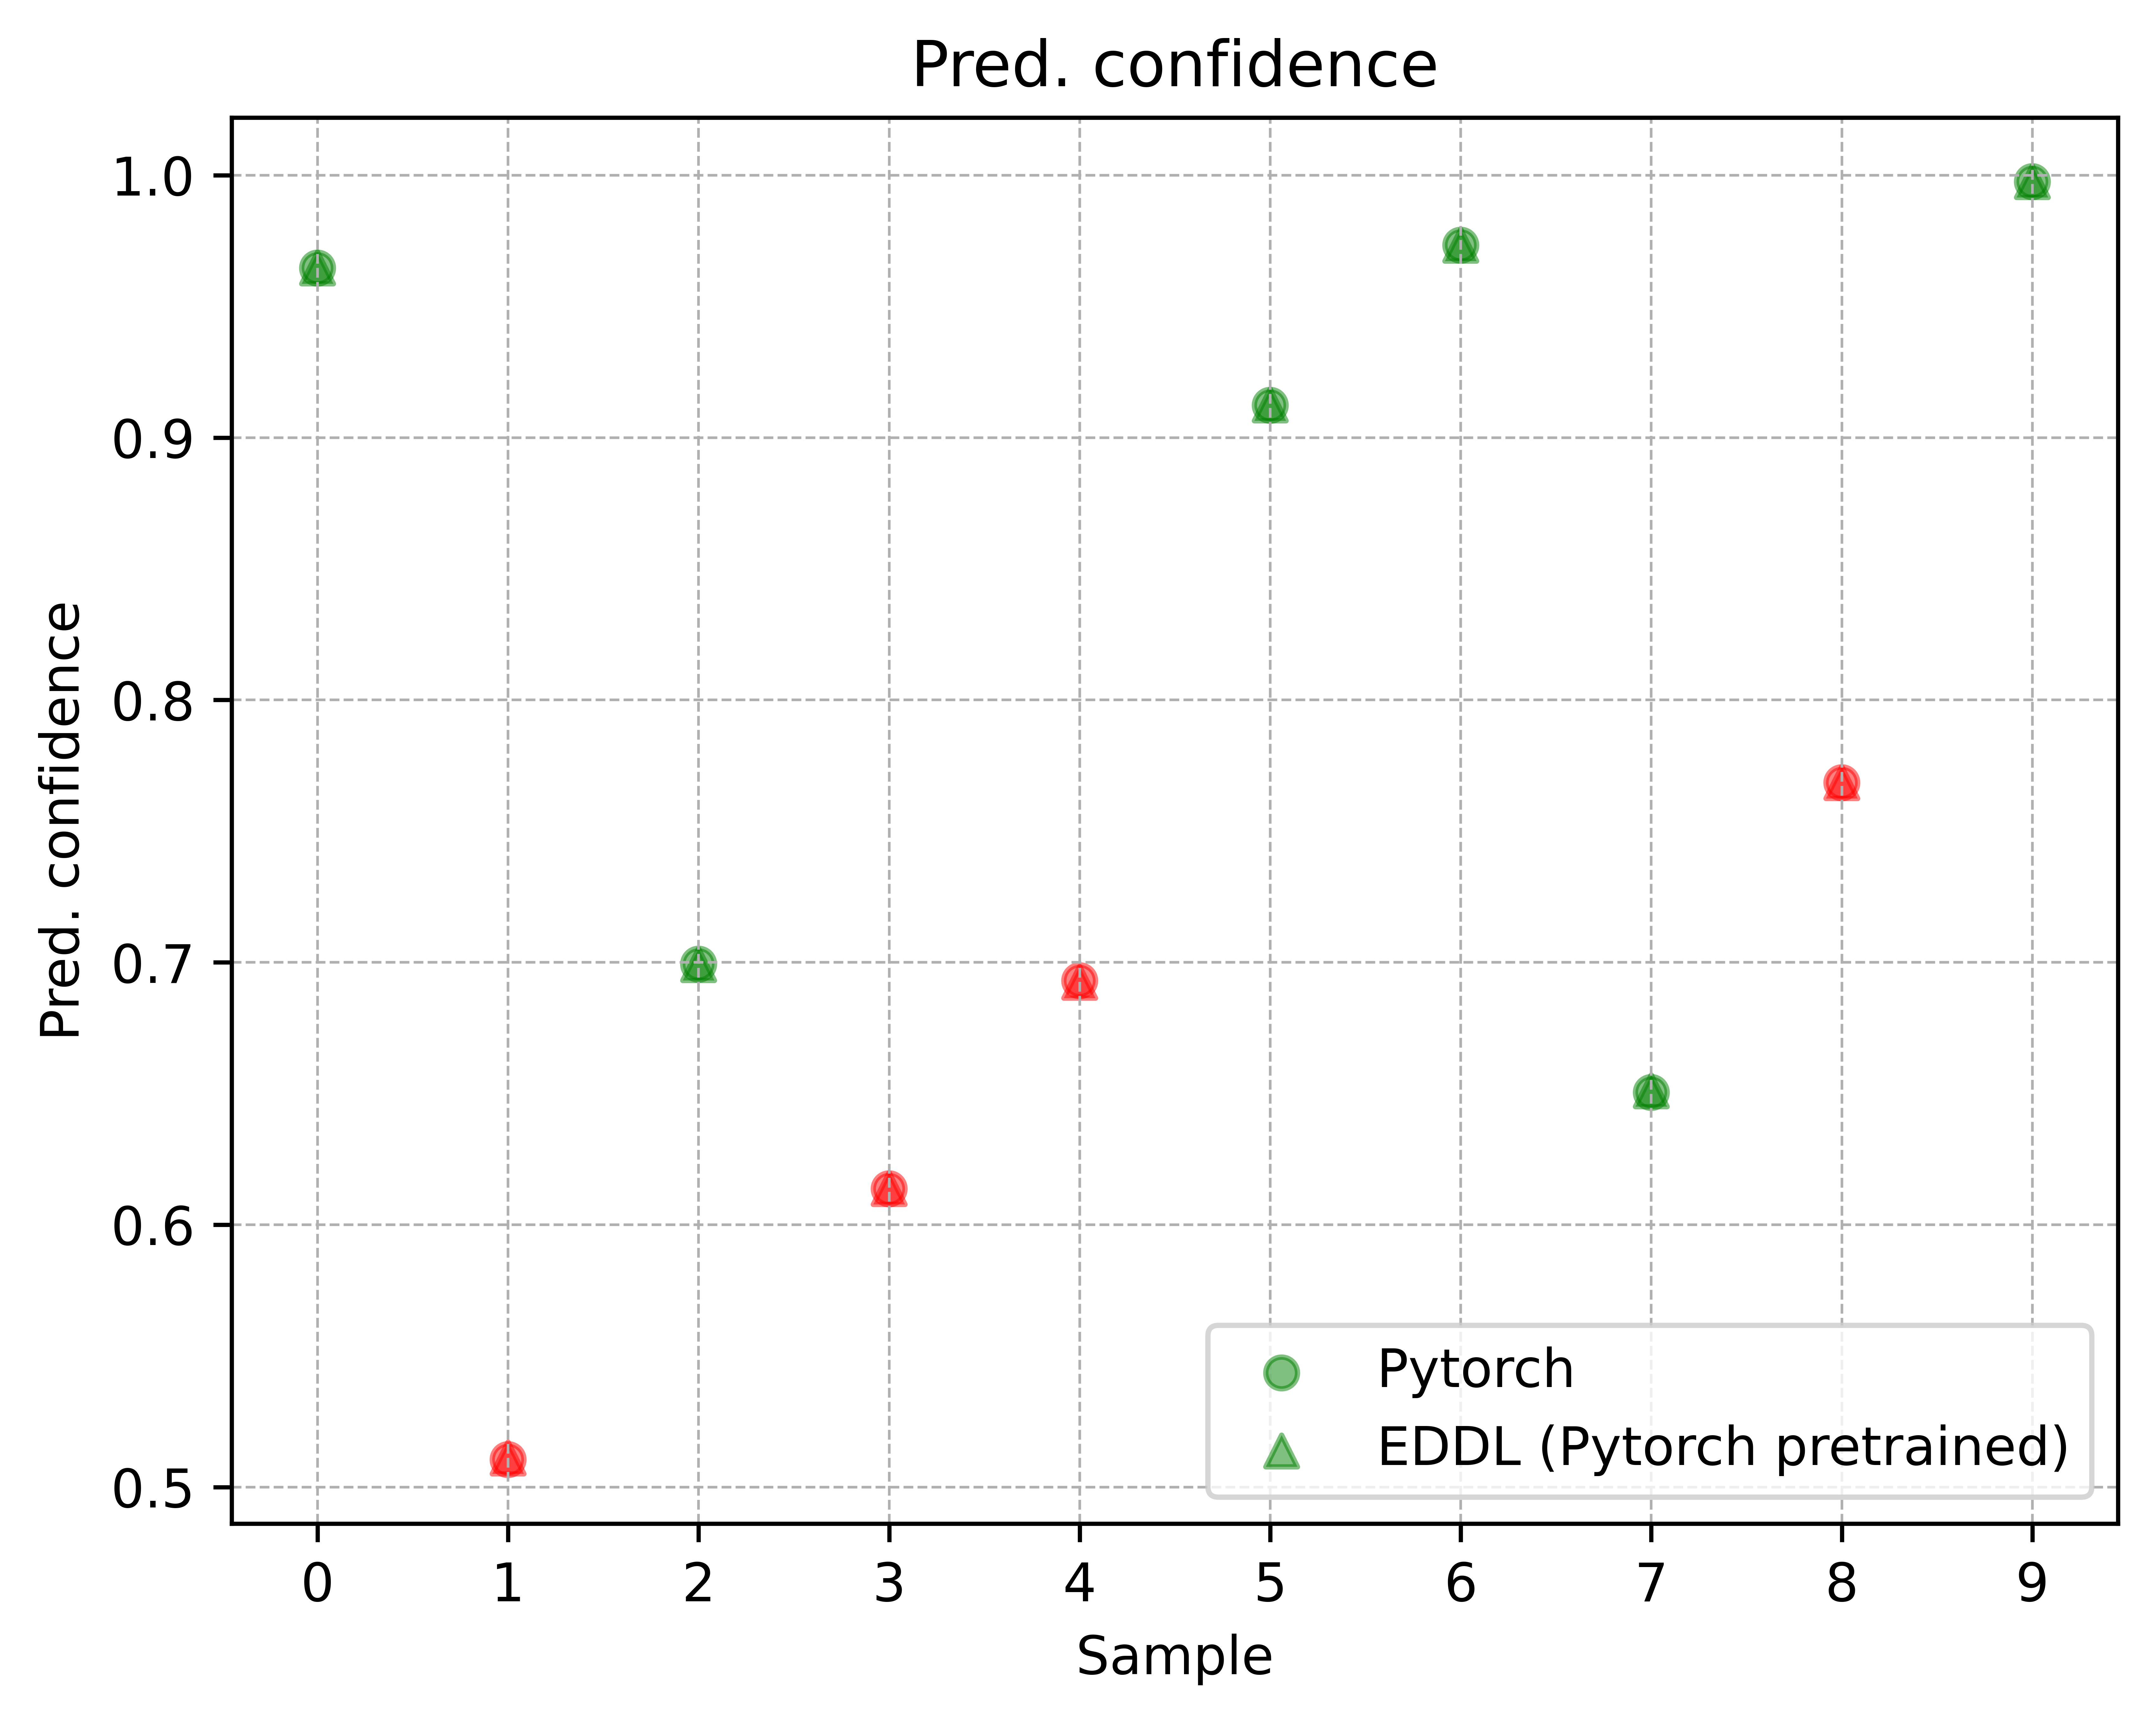 Pred. confidence
Pred. confidence
1.0
0.9
0.8
0.7
0.6
0.5
Pytorch
EDDL (Pytorch pretrained)
0 1 2 3 4 5 6 7 8 9
Sample